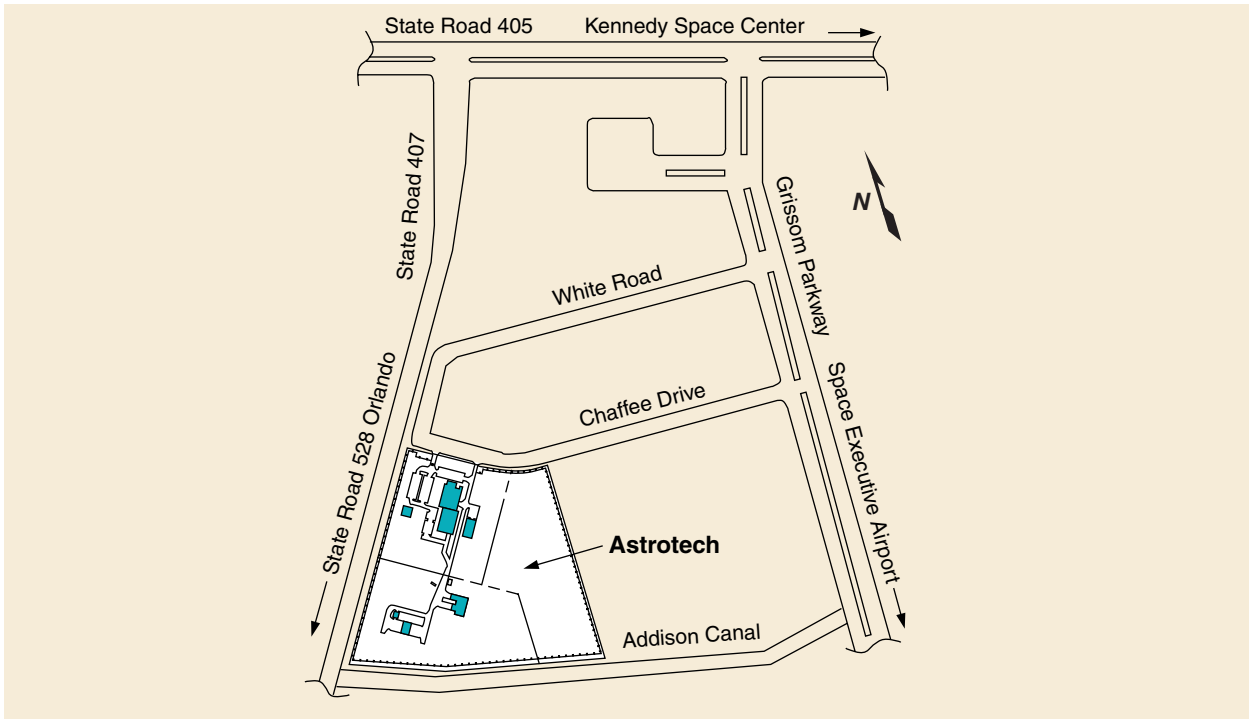 State Road 405
Kennedy Space Center
State Road 407
N
Grissom Parkway
White Road
Chaffee Drive
State Road 528 Orlando
Space Executive Airport
Astrotech
Addison Canal